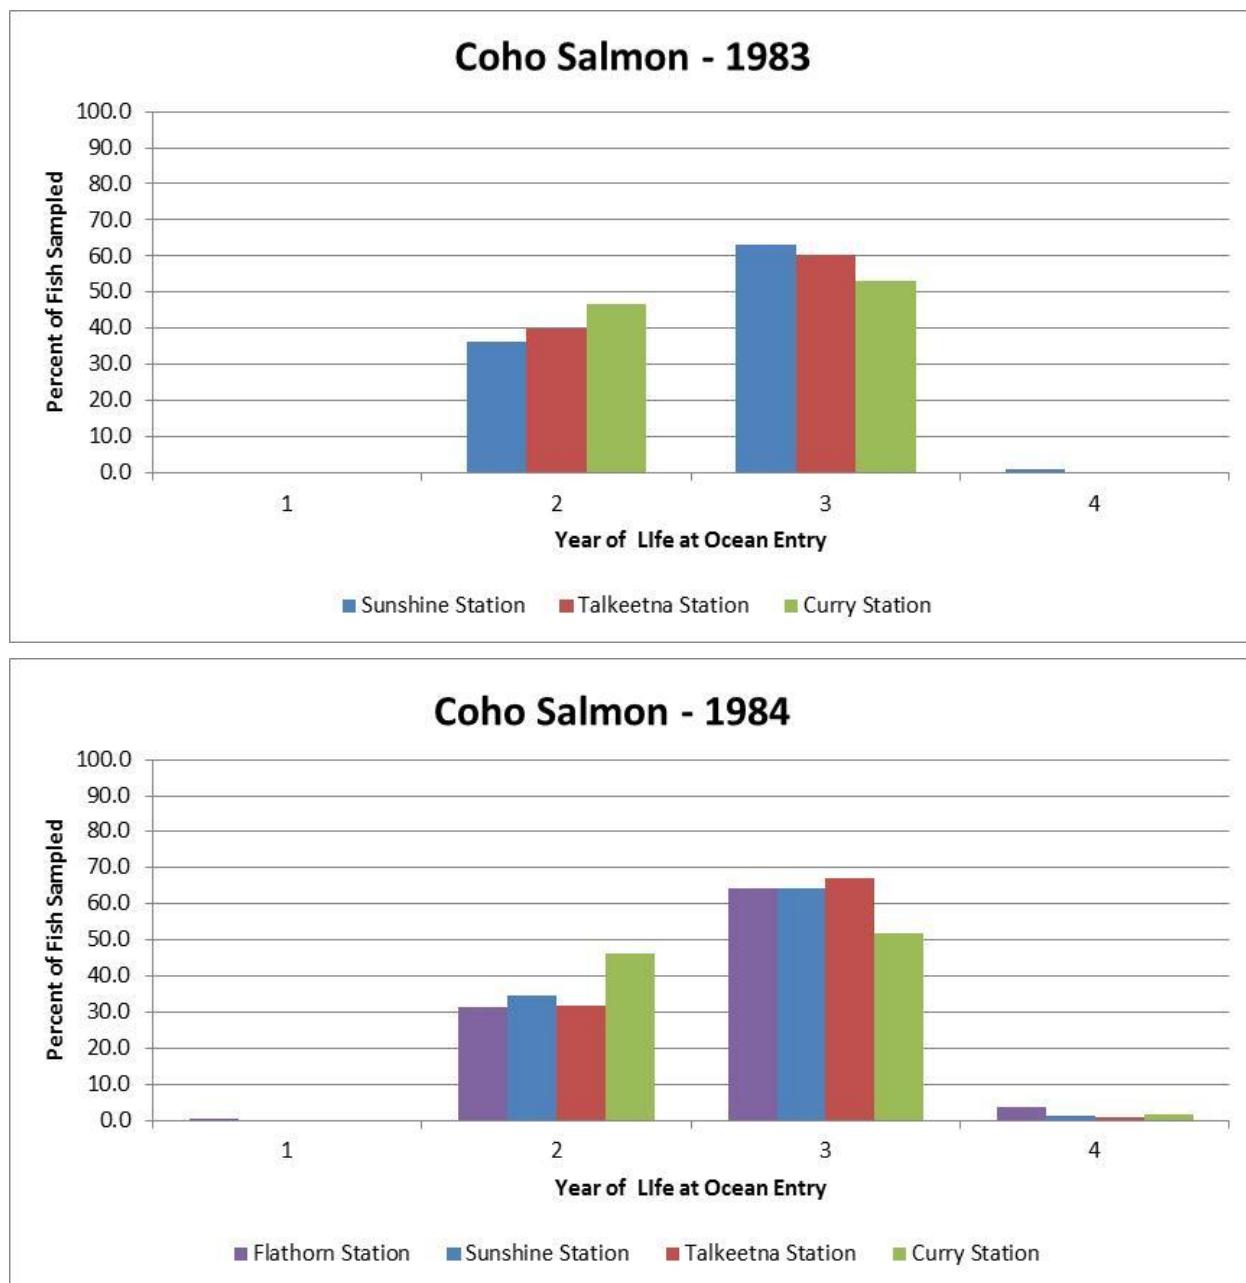 Coho Salmon - 1983
100.0
90.0
80.0
70.0
60.0
50.0
40.0
30.0
20.0
10.0
0.0
Percent of Fish Sampled
1 2 3 4
Year of LIfe at Ocean Entry
Sunshine Station Talkeetna Station Curry Station
Coho Salmon - 1984
100.0
90.0
80.0
70.0
60.0
50.0
40.0
30.0
20.0
10.0
0.0
Percent of Fish Sampled
1 2 3 4
Year of LIfe at Ocean Entry
Flathorn Station Sunshine Station Talkeetna Station Curry Station